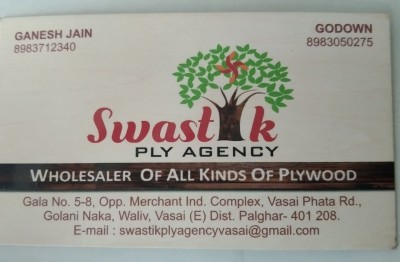 GANESH JAIN
8983712340
GODOWN
8983050275
Swastik
PLY AGENCY
WHOLESALER OF ALL KINDS OF PLYWOOD
Gala No. 5-8, Opp. Merchant Ind. Complex, Vasai Phata Rd.,
Golani Naka, Waliv, Vasai (E) Dist. Palghar- 401 208.
E-mail : swastikplyagencyvasai@gmail.com